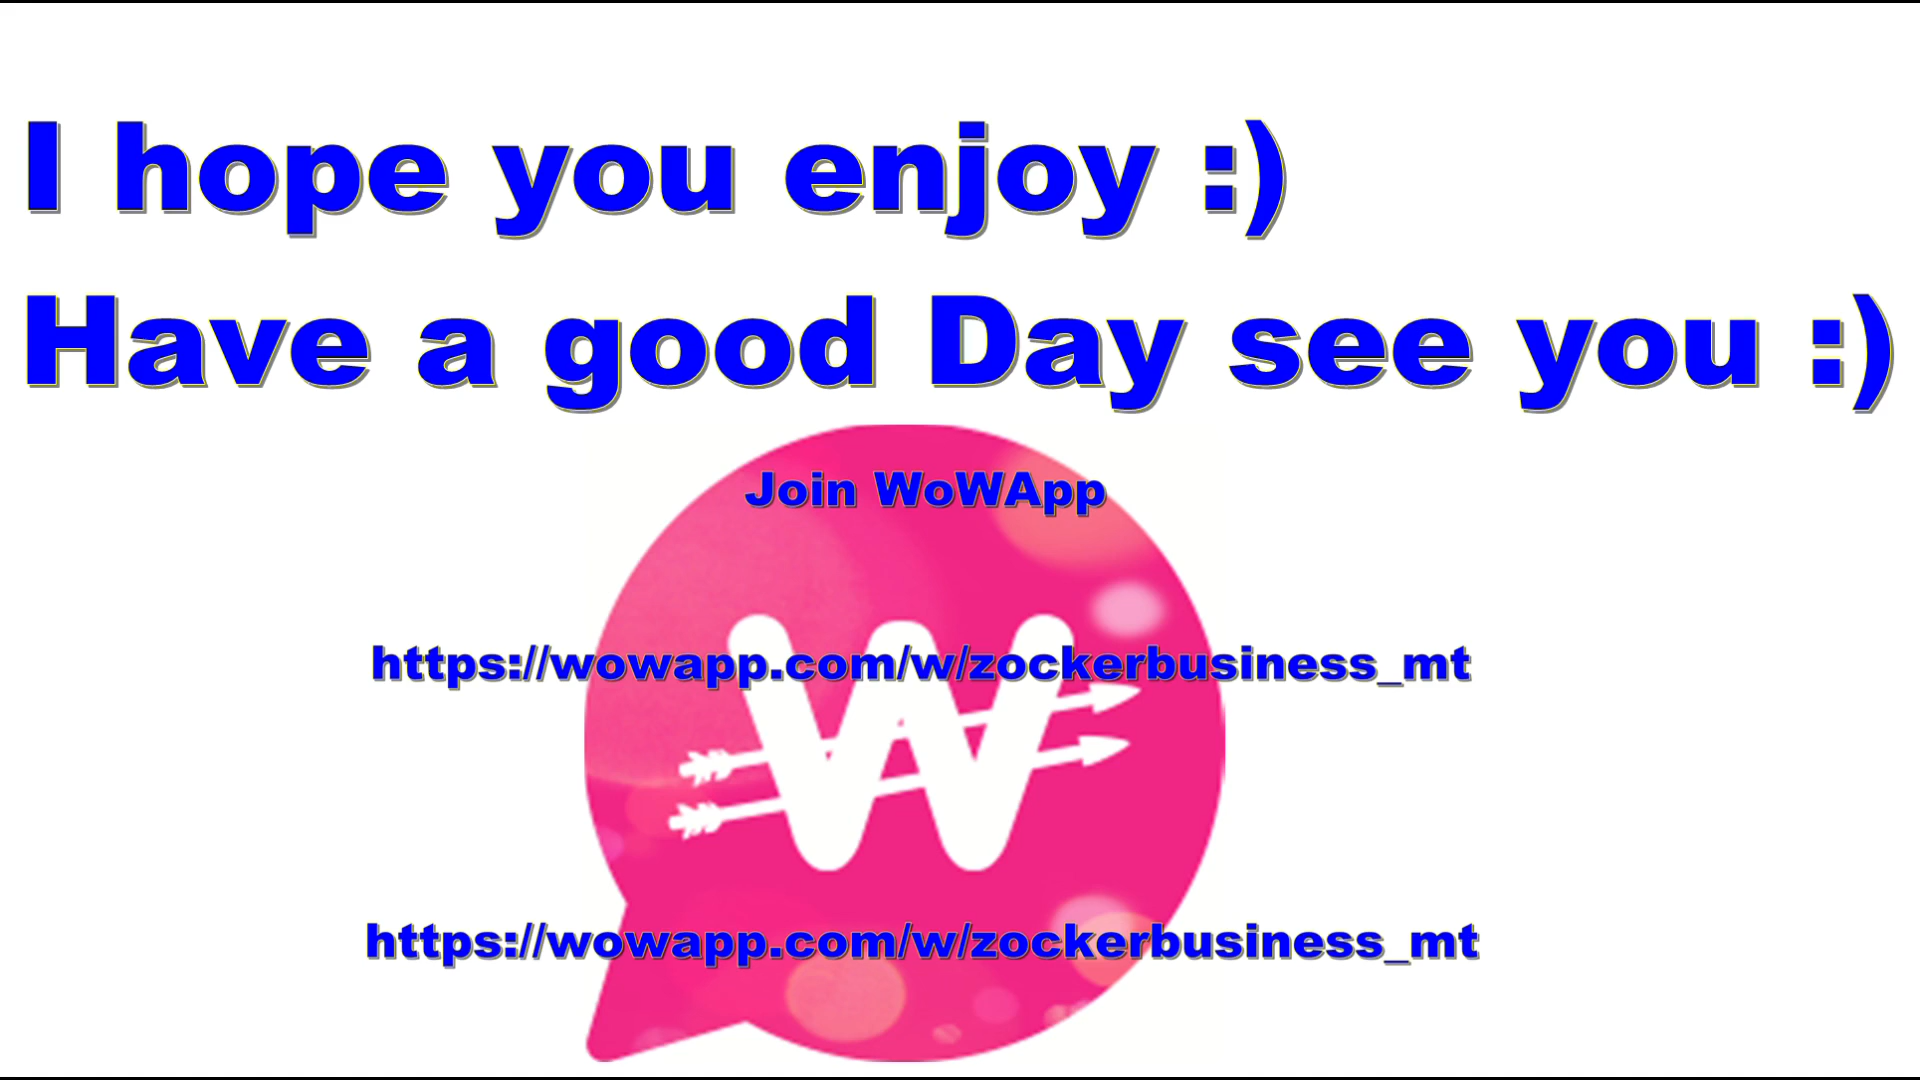 I hope you enjoy :)
Have a good Day see you :)
Join WoWApp
https://wowapp.com/w/zockerbusiness_mt
W
https://wowapp.com/w/zockerbusiness_mt